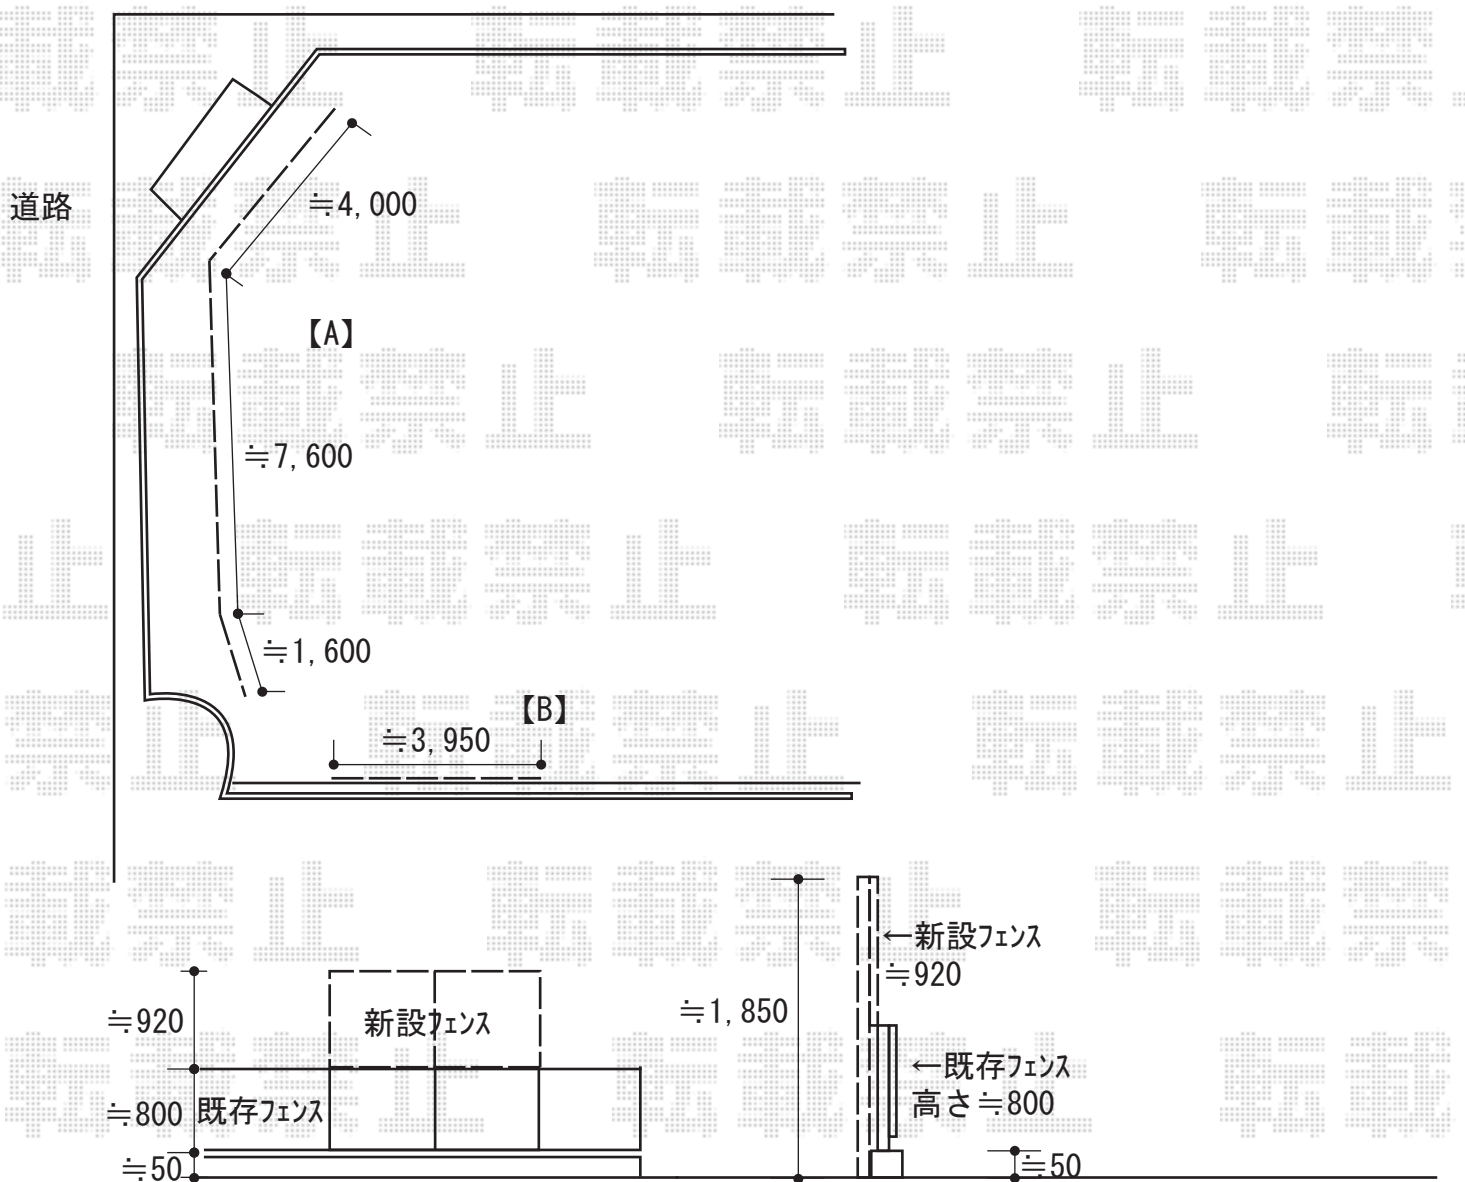 道路
≒4,000
【A】
≒7,600
≒1,600
【B】
≒3,950
≒920
新設ﾌｪﾝｽ
≒800
既存ﾌｪﾝｽ
≒50
≒1,850
←新設ﾌｪﾝｽ
≒920
←既存ﾌｪﾝｽ
高さ≒800
≒50
転載禁止